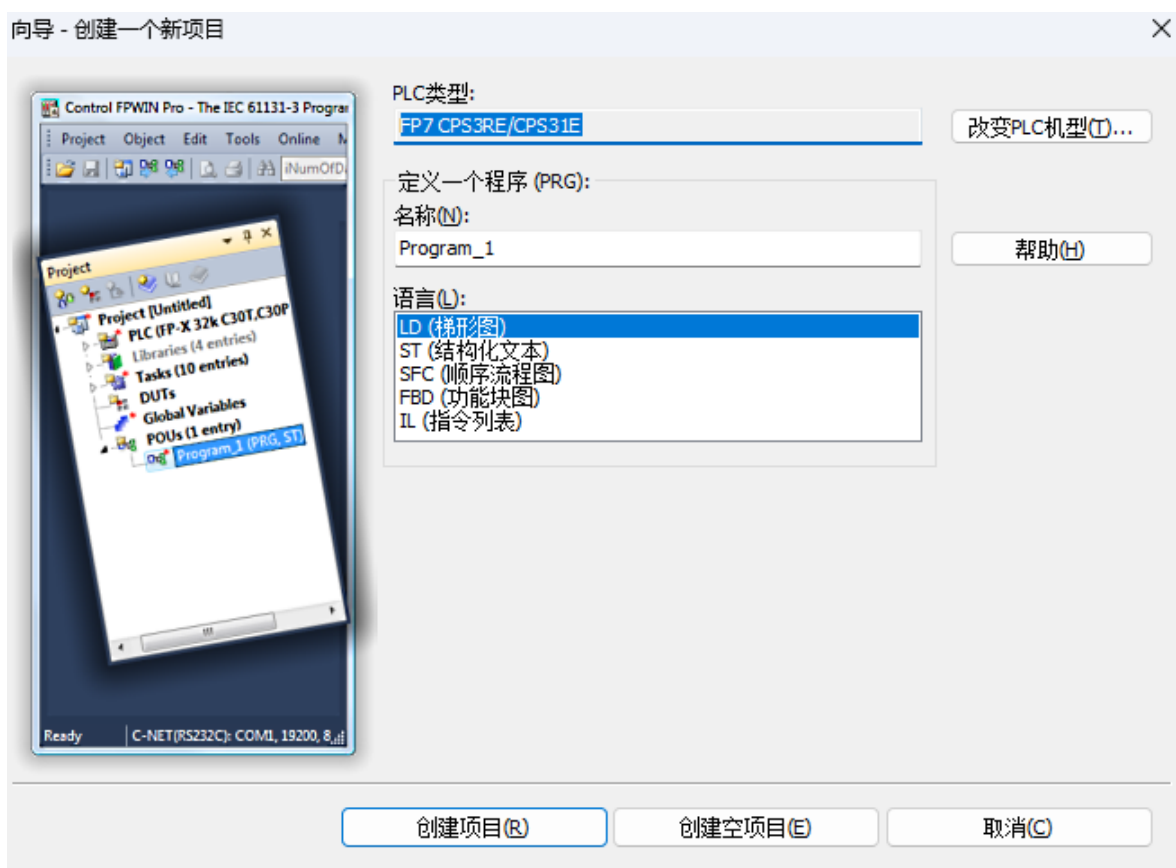 向导 - 创建一个新项目
Control FPWIN Pro - The IEC 61131-3 Progra
Project Object Edit Tools Online
iNumOfD
Project
Project [Untitled]
PLC (FP-X 32k C30T,C30P
Libraries (4 entries)
Tasks (10 entries)
DUTs
Global Variables
POUs (1 entry)
Program_1 (PRG, ST)
Ready C-NET(RS232C): COM1, 19200, 8,
PLC类型:
FP7 CPS3RE/CPS31E
改变PLC机型(T)...
定义一个程序 (PRG):
名称(N):
Program_1
帮助(H)
语言(L):
LD (梯形图)
ST (结构化文本)
SFC (顺序流程图)
FBD (功能块图)
IL (指令列表)
创建项目(R) 创建空项目(E) 取消(C)